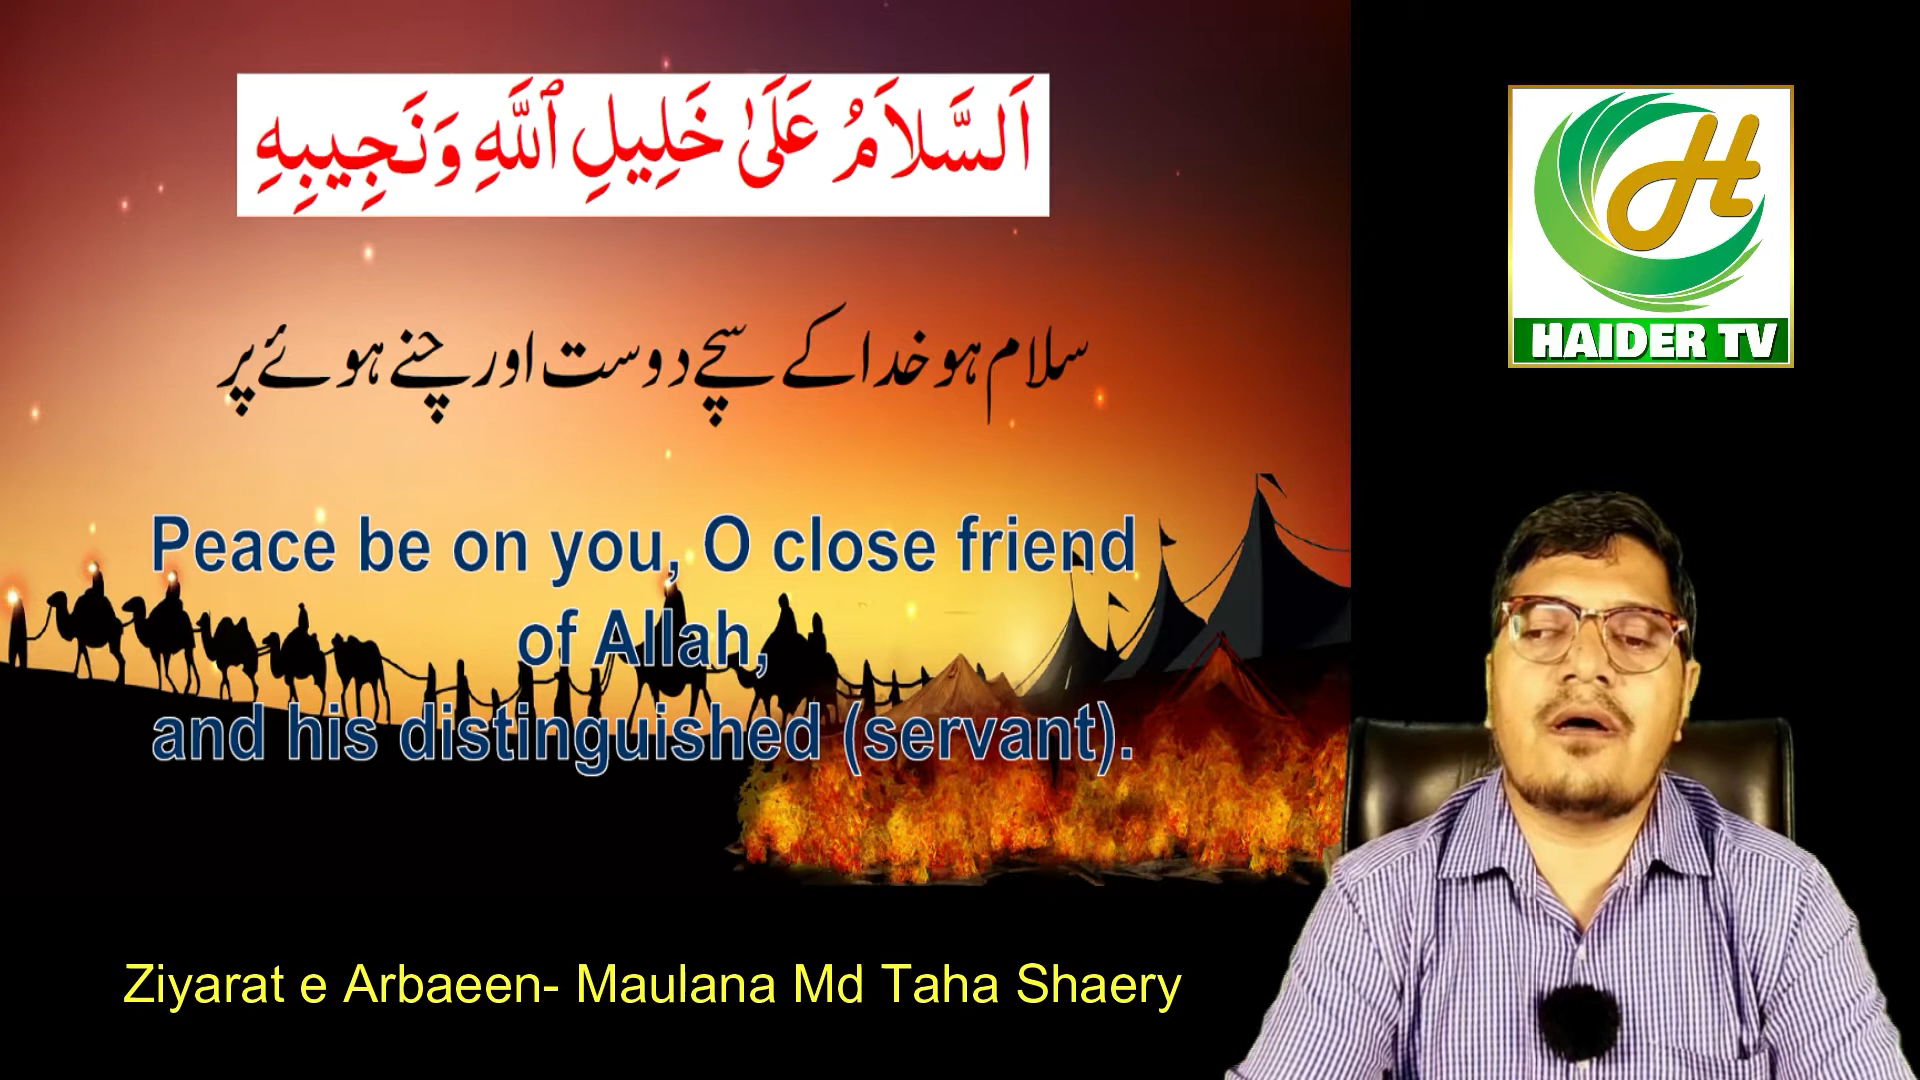 اَلسَّلاَمُ عَلَىٰ خَلِيلِ ٱللَّهِ وَنَجِيبِهِ
سلام ہو خدا کے سچے دوست اور چنے ہوئے پر
Peace be on you, O close friend
of Allah,
and his distinguished (servant).
Ziyarat e Arbaeen- Maulana Md Taha Shaery
H
HAIDER TV